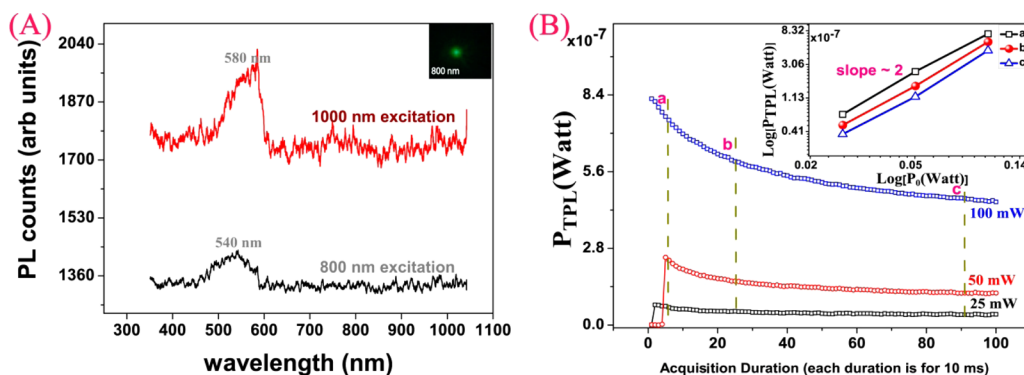 (A)
PL counts (arb units)
2040
1870
1700
1530
1360
580 nm
1000 nm excitation
540 nm
800 nm excitation
800 nm
300 400 500 600 700 800 900 1000 1100
wavelength (nm)
(B)
x10⁻⁷
P_TPL(Watt)
8.4
5.6
2.8
0.0
a
b
c
100 mW
50 mW
25 mW
0 20 40 60 80 100
Acquisition Duration (each duration is for 10 ms)
Log[P_TPL(Watt)]
8.32
x10⁻⁷
3.06
1.13
0.41
slope ~ 2
a
b
c
0.02 0.05 0.14
Log[P₀(Watt)]